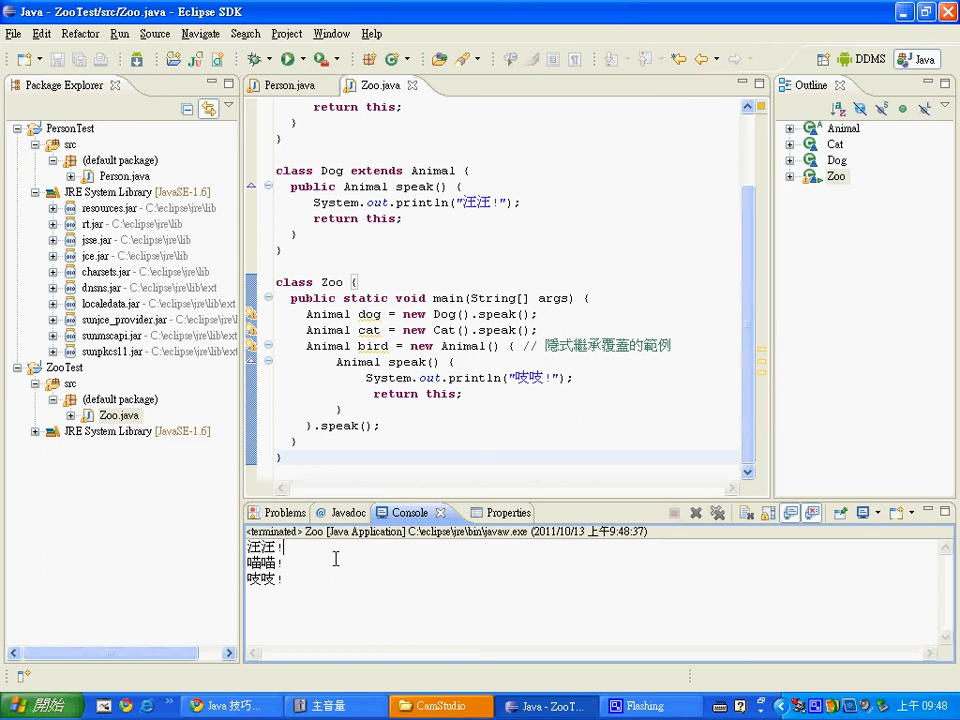 Java - ZooTest/src/Zoo.java - Eclipse SDK
File Edit Refactor Run Source Navigate Search Project Window Help
DDMS Java
Package Explorer
PersonTest
src
(default package)
Person.java
JRE System Library [JavaSE-1.6]
resources.jar - C:\eclipse\jre\lib
rt.jar - C:\eclipse\jre\lib
jsse.jar - C:\eclipse\jre\lib
jce.jar - C:\eclipse\jre\lib
charsets.jar - C:\eclipse\jre\lib
dnsns.jar - C:\eclipse\jre\lib\ext
localedata.jar - C:\eclipse\jre\lib\ext
sunjce_provider.jar - C:\eclipse\jre\lib
sunmscapi.jar - C:\eclipse\jre\lib\ext
sunpkcs11.jar - C:\eclipse\jre\lib\ext
ZooTest
src
(default package)
Zoo.java
JRE System Library [JavaSE-1.6]
Person.java Zoo.java
return this;
}
}
class Dog extends Animal {
public Animal speak() {
System.out.println("汪汪!");
return this;
}
}
class Zoo {
public static void main(String[] args) {
Animal dog = new Dog().speak();
Animal cat = new Cat().speak();
Animal bird = new Animal() { // 隱式繼承覆蓋的範例
Animal speak() {
System.out.println("吱吱!");
return this;
}
}.speak();
}
}
Outline
Animal
Cat
Dog
Zoo
Problems Javadoc Console Properties
<terminated> Zoo [Java Application] C:\eclipse\jre\bin\javaw.exe (2011/10/13 上午9:48:37)
汪汪!
喵喵!
吱吱!
開始 Java 技巧... 主音量 CamStudio Java - ZooT... Flashing 上午 09:48